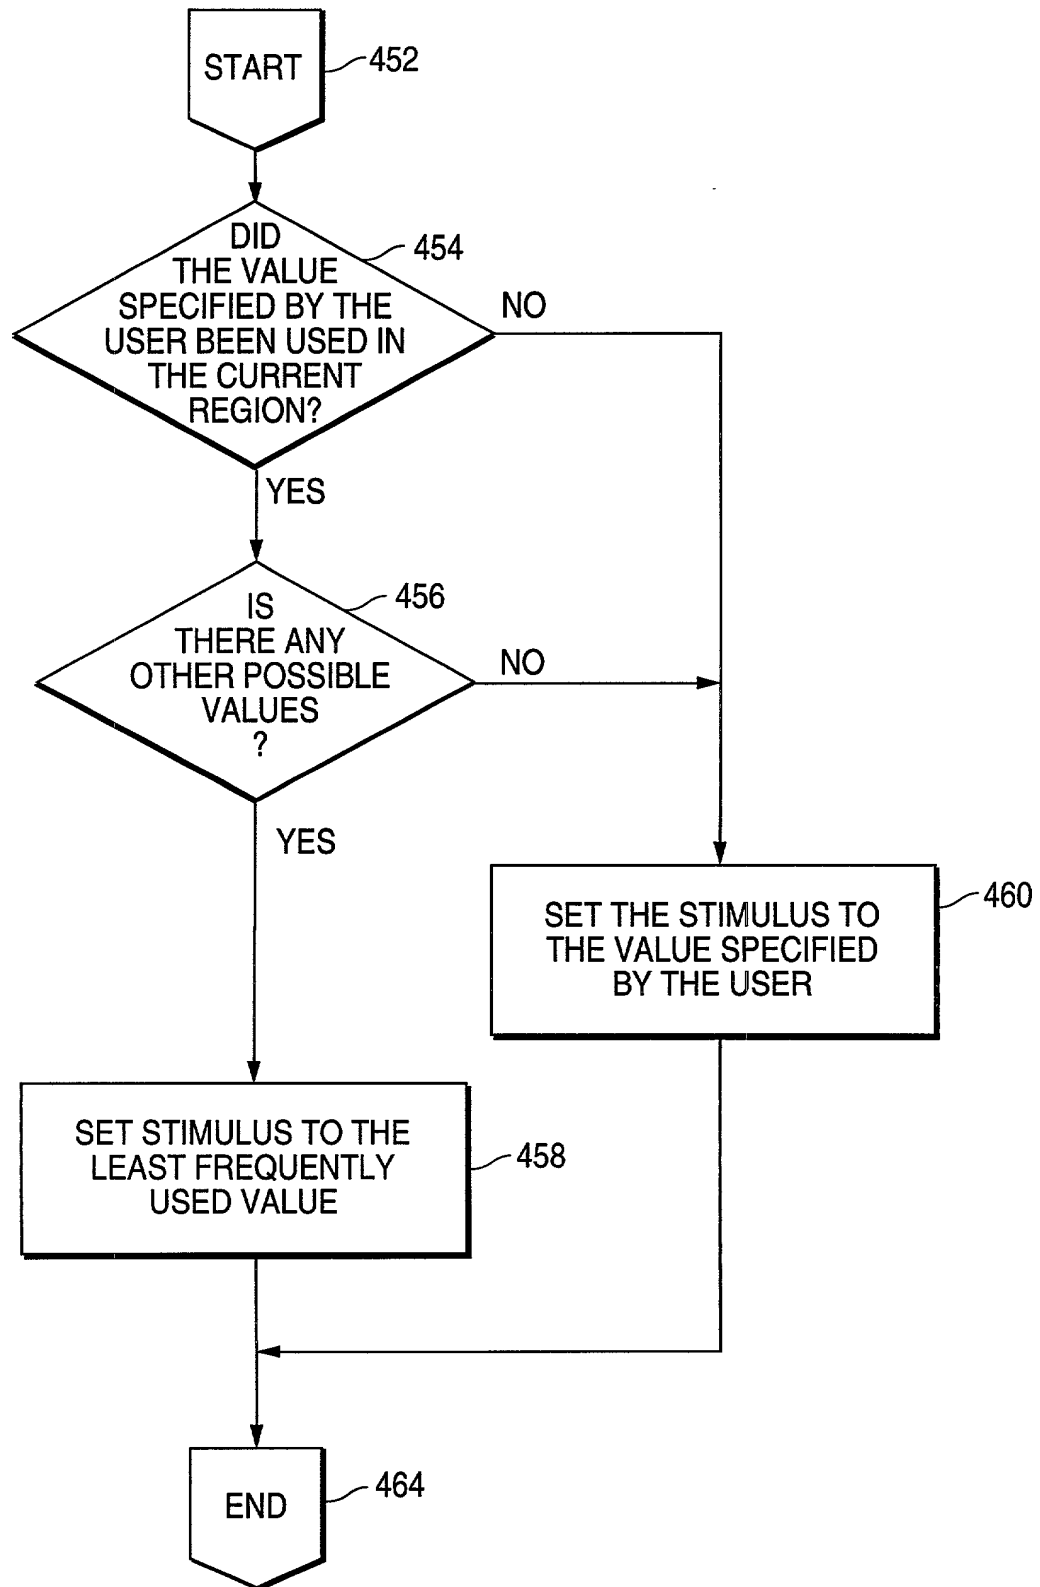 START
452
DID
THE VALUE
SPECIFIED BY THE
USER BEEN USED IN
THE CURRENT
REGION?
454
NO
YES
IS
THERE ANY
OTHER POSSIBLE
VALUES
?
456
NO
YES
SET THE STIMULUS TO
THE VALUE SPECIFIED
BY THE USER
460
SET STIMULUS TO THE
LEAST FREQUENTLY
USED VALUE
458
END
464